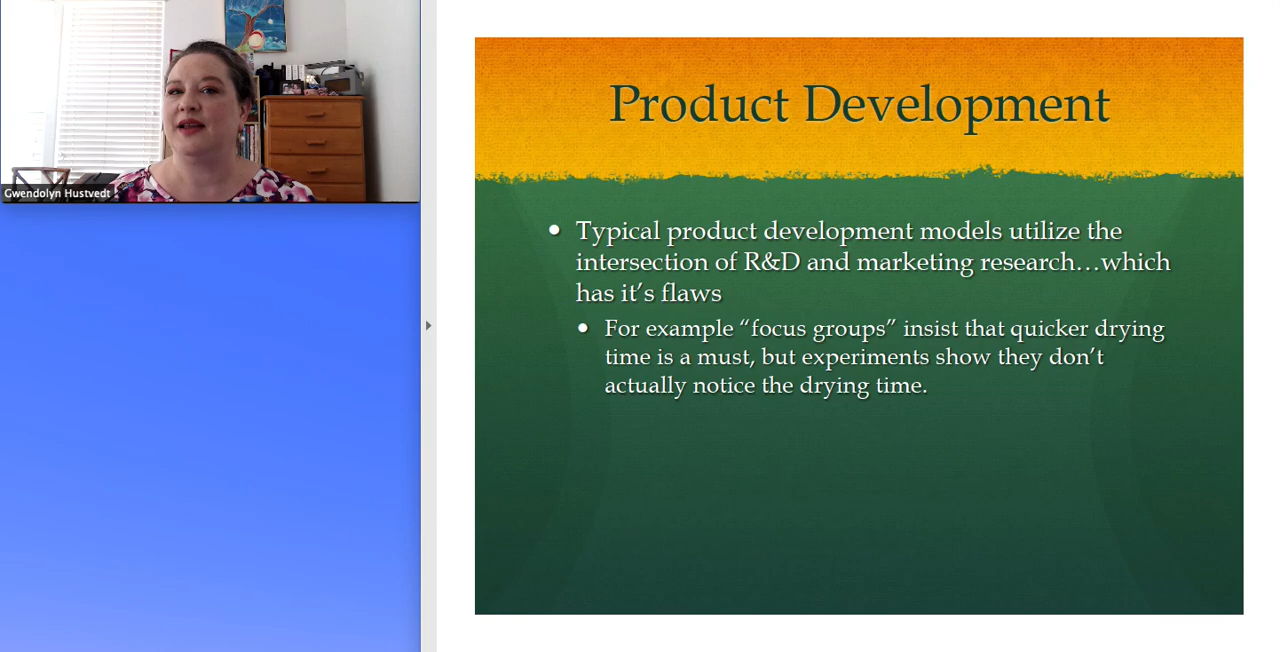 Gwendolyn Hustvedt
Product Development
• Typical product development models utilize the
intersection of R&D and marketing research…which
has it’s flaws
• For example “focus groups” insist that quicker drying
time is a must, but experiments show they don’t
actually notice the drying time.